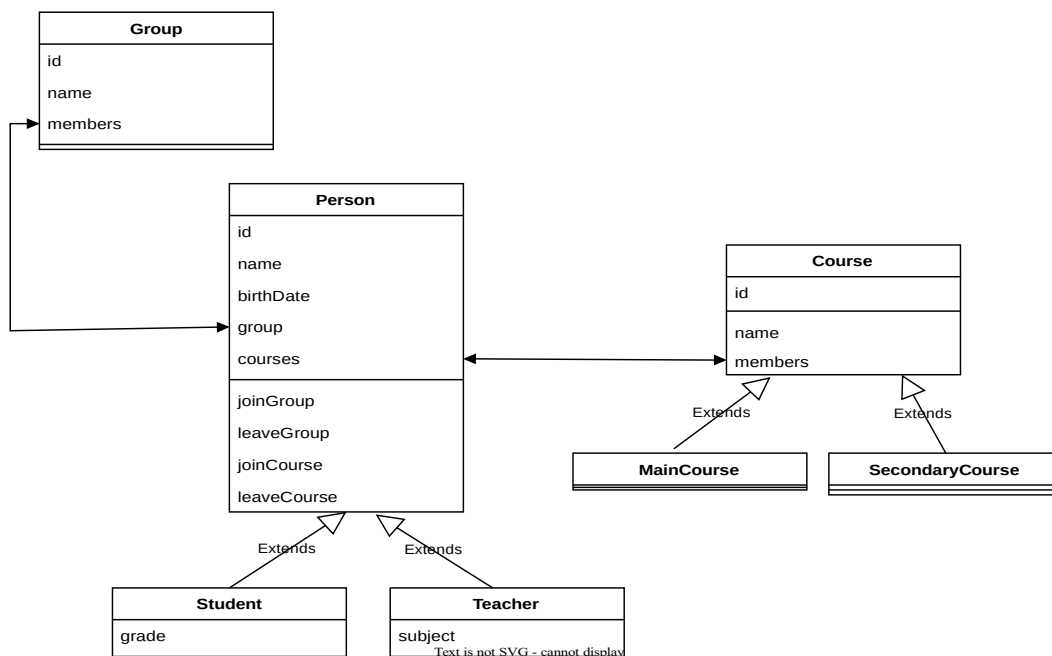 Group
id
name
members
Person
id
name
birthDate
group
courses
joinGroup
leaveGroup
joinCourse
leaveCourse
Course
id
name
members
Extends
Extends
MainCourse
SecondaryCourse
Extends
Extends
Student
grade
Teacher
subject
Text is not SVG - cannot display